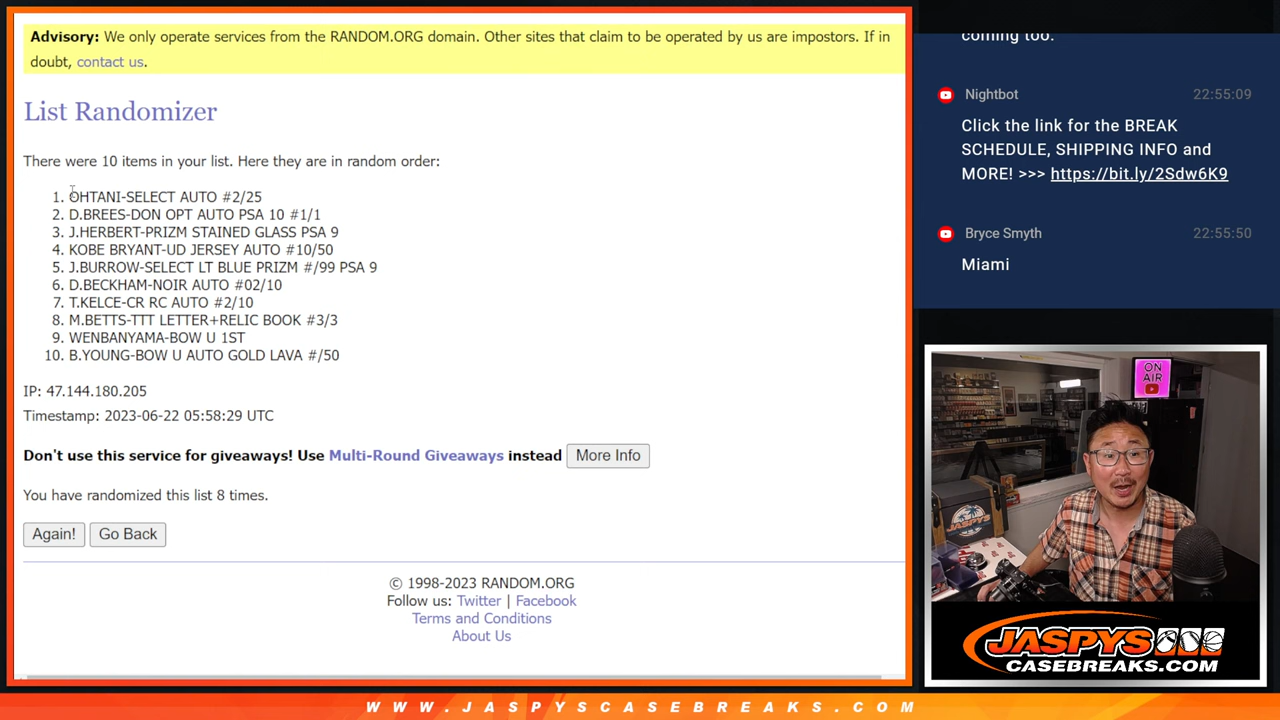 Advisory: We only operate services from the RANDOM.ORG domain. Other sites that claim to be operated by us are impostors. If in
doubt, contact us.
List Randomizer
There were 10 items in your list. Here they are in random order:
1. OHTANI-SELECT AUTO #2/25
2. D.BREES-DON OPT AUTO PSA 10 #1/1
3. J.HERBERT-PRIZM STAINED GLASS PSA 9
4. KOBE BRYANT-UD JERSEY AUTO #10/50
5. J.BURROW-SELECT LT BLUE PRIZM #/99 PSA 9
6. D.BECKHAM-NOIR AUTO #02/10
7. T.KELCE-CR RC AUTO #2/10
8. M.BETTS-TTT LETTER+RELIC BOOK #3/3
9. WENBANYAMA-BOW U 1ST
10. B.YOUNG-BOW U AUTO GOLD LAVA #/50
IP: 47.144.180.205
Timestamp: 2023-06-22 05:58:29 UTC
Don't use this service for giveaways! Use Multi-Round Giveaways instead More Info
You have randomized this list 8 times.
Again! Go Back
© 1998-2023 RANDOM.ORG
Follow us: Twitter | Facebook
Terms and Conditions
About Us
coming too.
Nightbot 22:55:09
Click the link for the BREAK
SCHEDULE, SHIPPING INFO and
MORE! >>> https://bit.ly/2Sdw6K9
Bryce Smyth 22:55:50
Miami
ON
AIR
JASPYS
JASPYS
CASEBREAKS.COM
WWW.JASPYSCASEBREAKS.COM